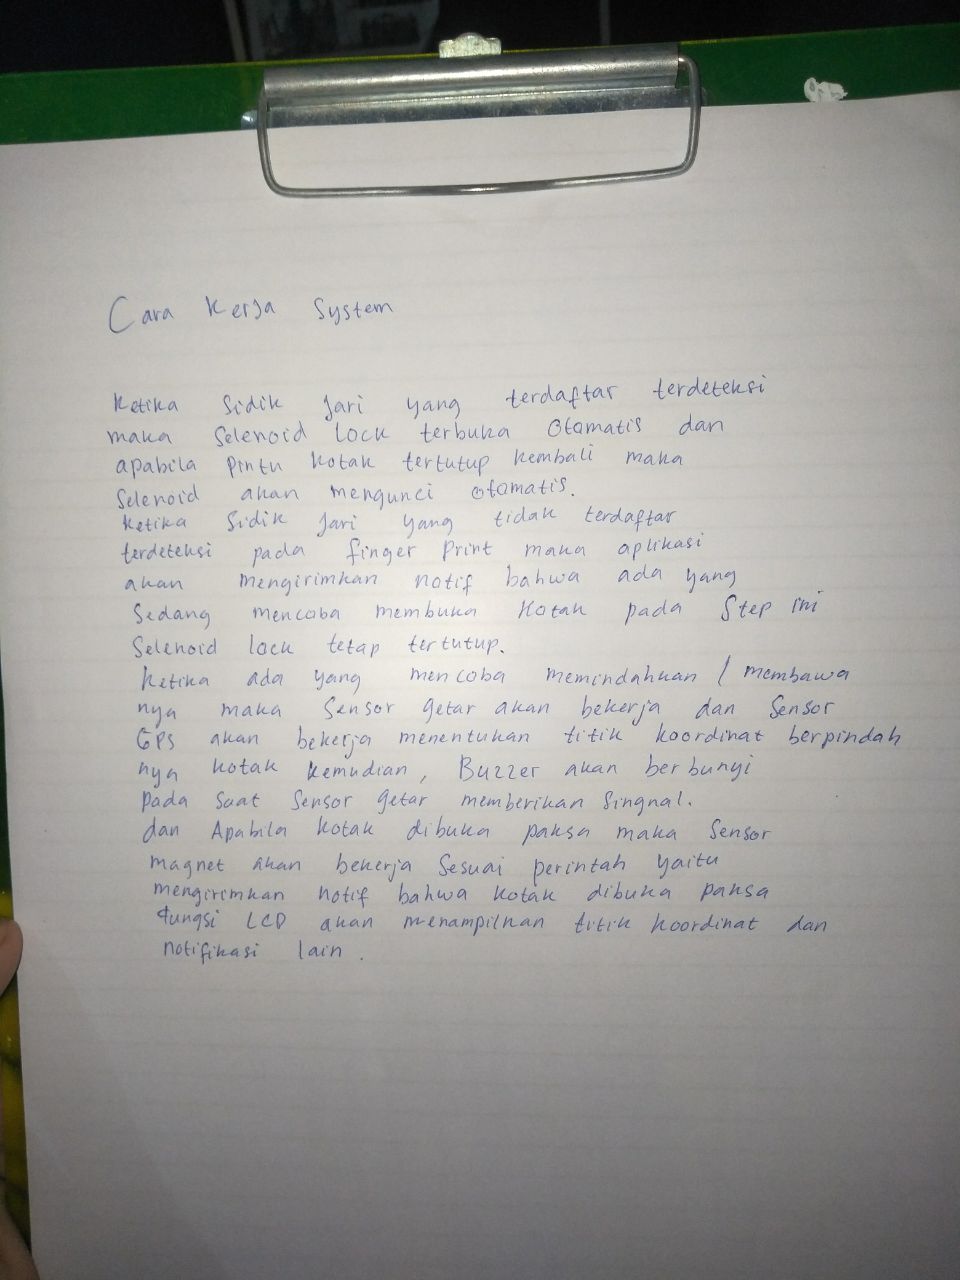 Cara Kerja System
Ketika Sidik Jari yang terdaftar terdeteksi
maka Selenoid Lock terbuka Otomatis dan
apabila Pintu Kotak tertutup kembali maka
Selenoid akan mengunci otomatis.
Ketika Sidik Jari yang tidak terdaftar
terdeteksi pada finger Print maka aplikasi
akan mengirimkan notif bahwa ada yang
Sedang mencoba membuka Kotak pada Step ini
Selenoid lock tetap tertutup.
Ketika ada yang mencoba memindahkan / membawa
nya maka Sensor getar akan bekerja dan Sensor
GPS akan bekerja menentukan titik koordinat berpindah
nya kotak kemudian, Buzzer akan berbunyi
pada saat Sensor getar memberikan Singnal.
dan Apabila kotak dibuka paksa maka Sensor
magnet akan bekerja Sesuai perintah yaitu
mengirimkan notif bahwa kotak dibuka paksa
fungsi LCD akan menampilkan titik koordinat dan
notifikasi lain.